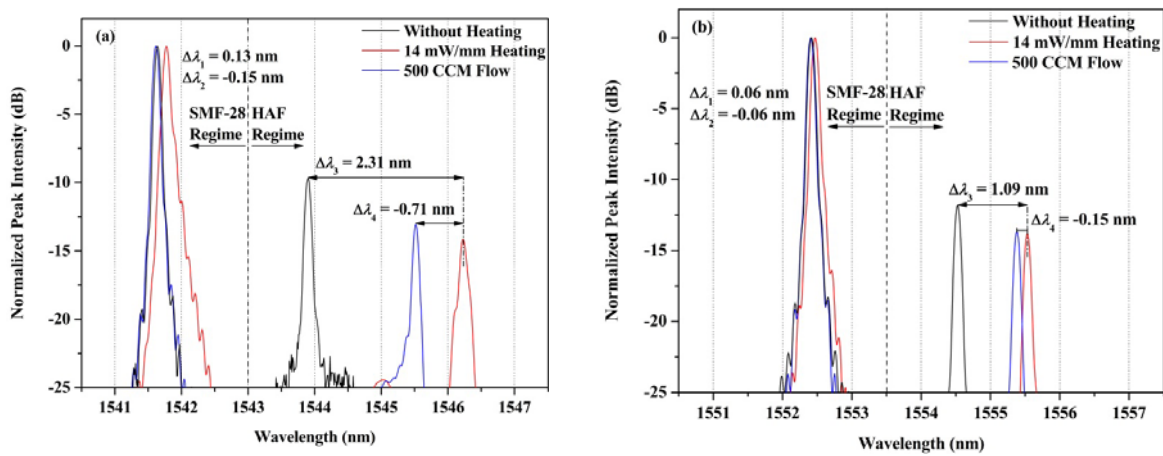 (a)
Without Heating
14 mW/mm Heating
500 CCM Flow
Δλ1 = 0.13 nm
Δλ2 = -0.15 nm
SMF-28 HAF
Regime Regime
Δλ3 = 2.31 nm
Δλ4 = -0.71 nm
0
-5
-10
-15
-20
-25
Normalized Peak Intensity (dB)
1541 1542 1543 1544 1545 1546 1547
Wavelength (nm)
(b)
Without Heating
14 mW/mm Heating
500 CCM Flow
Δλ1 = 0.06 nm
Δλ2 = -0.06 nm
SMF-28 HAF
Regime Regime
Δλ3 = 1.09 nm
Δλ4 = -0.15 nm
0
-5
-10
-15
-20
-25
Normalized Peak Intensity (dB)
1551 1552 1553 1554 1555 1556 1557
Wavelength (nm)